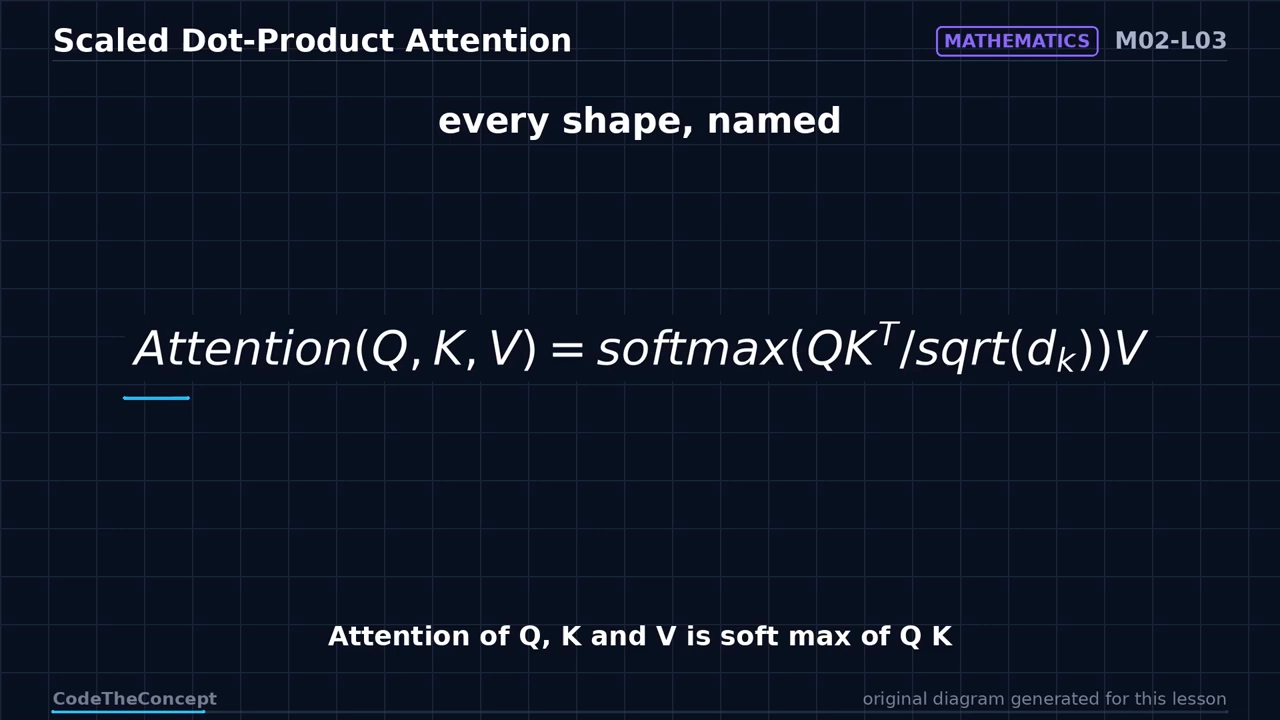 Scaled Dot-Product Attention
MATHEMATICS M02-L03
every shape, named
Attention(Q, K, V) = softmax(QK^T/sqrt(d_k))V
Attention of Q, K and V is soft max of Q K
CodeTheConcept
original diagram generated for this lesson